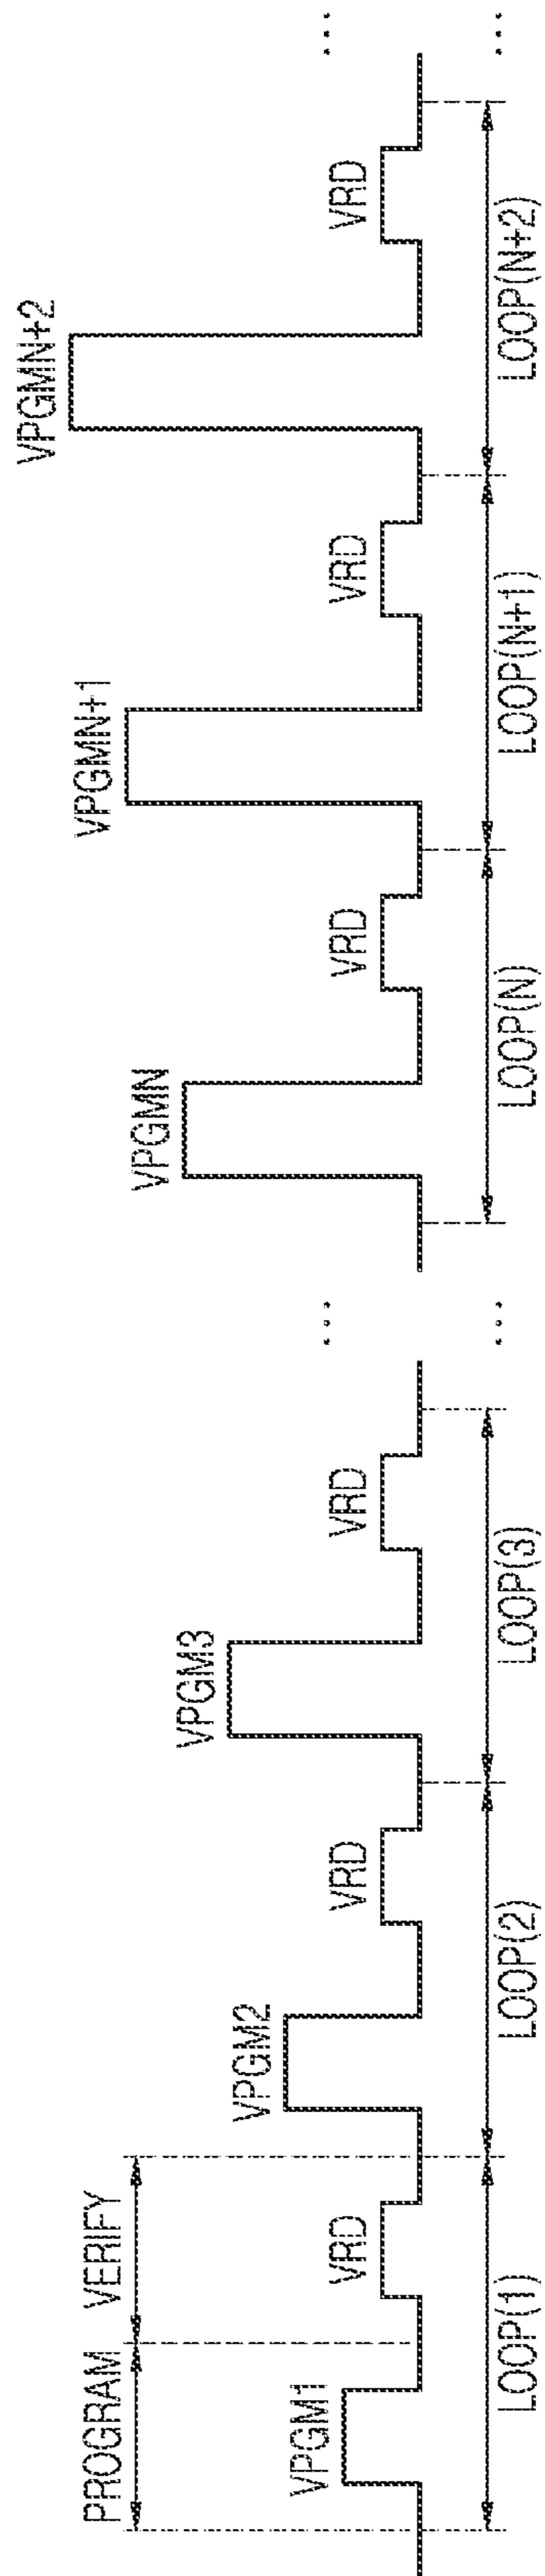 PROGRAM VERIFY
VPGM1 VRD VPGM2 VRD VPGM3 VRD ... VPGMN VRD VPGMN+1 VRD VPGMN+2 VRD ...
LOOP(1) LOOP(2) LOOP(3) ... LOOP(N) LOOP(N+1) LOOP(N+2) ...